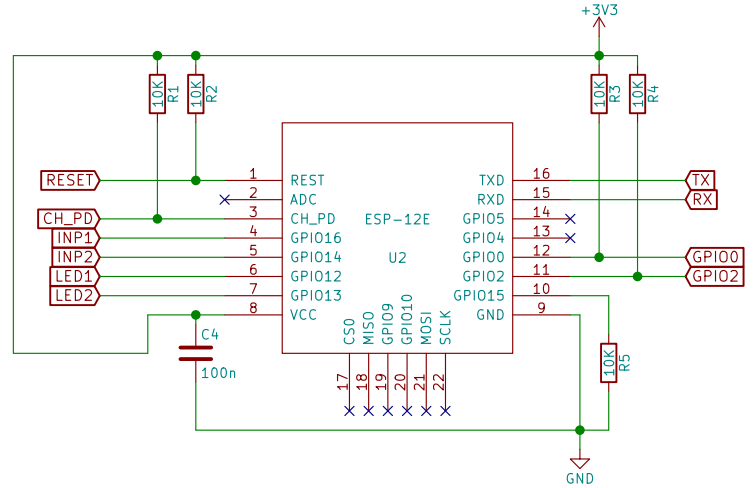 +3V3
10K R1
10K R2
10K R3
10K R4
RESET 1 REST TXD 16 TX
2 ADC RXD 15 RX
CH_PD 3 CH_PD ESP-12E GPIO5 14
INP1 4 GPIO16 GPIO4 13
INP2 5 GPIO14 U2 GPIO0 12 GPIO0
LED1 6 GPIO12 GPIO2 11 GPIO2
LED2 7 GPIO13 GPIO15 10
8 VCC GND 9
CS0 MISO GPIO9 GPIO10 MOSI SCLK
17 18 19 20 21 22
C4
100n
10K R5
GND